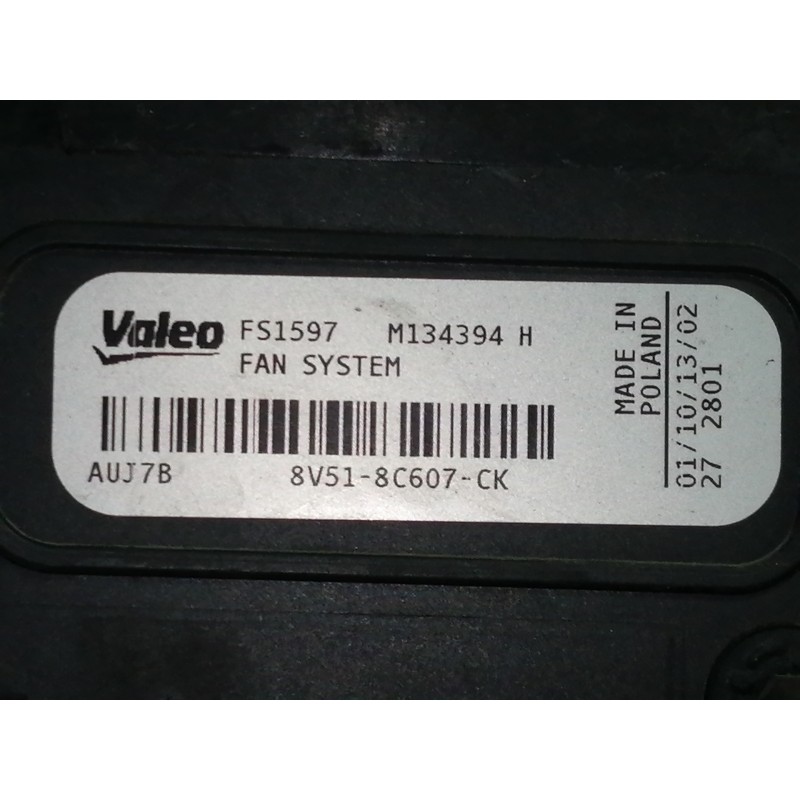 Valeo FS1597 M134394 H
FAN SYSTEM
AUJ7B 8V51-8C607-CK
MADE IN
POLAND
01/10/13/02
27 2801